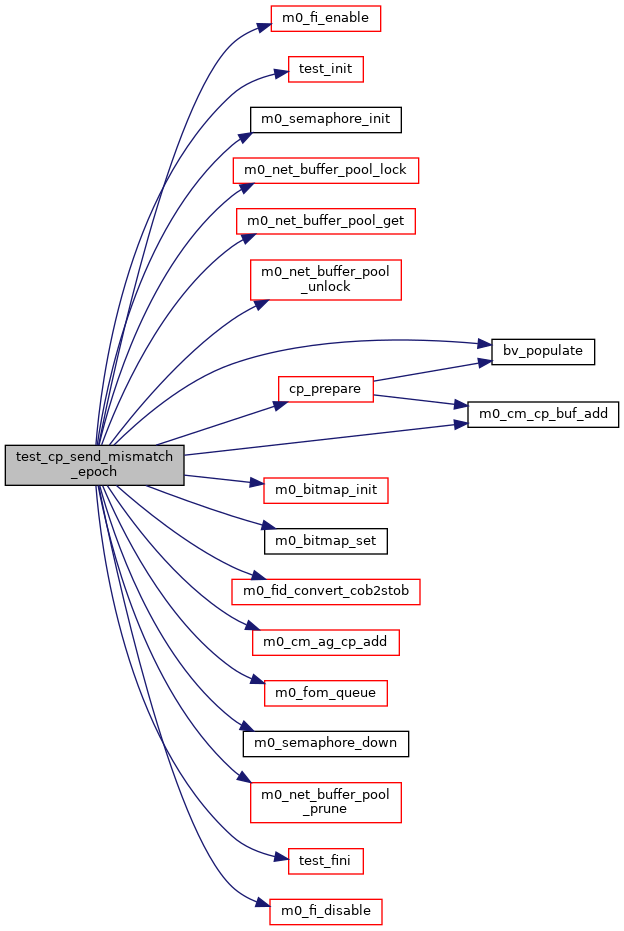 m0_fi_enable
test_init
m0_semaphore_init
m0_net_buffer_pool_lock
m0_net_buffer_pool_get
m0_net_buffer_pool
_unlock
bv_populate
cp_prepare
m0_cm_cp_buf_add
test_cp_send_mismatch
_epoch
m0_bitmap_init
m0_bitmap_set
m0_fid_convert_cob2stob
m0_cm_ag_cp_add
m0_fom_queue
m0_semaphore_down
m0_net_buffer_pool
_prune
test_fini
m0_fi_disable